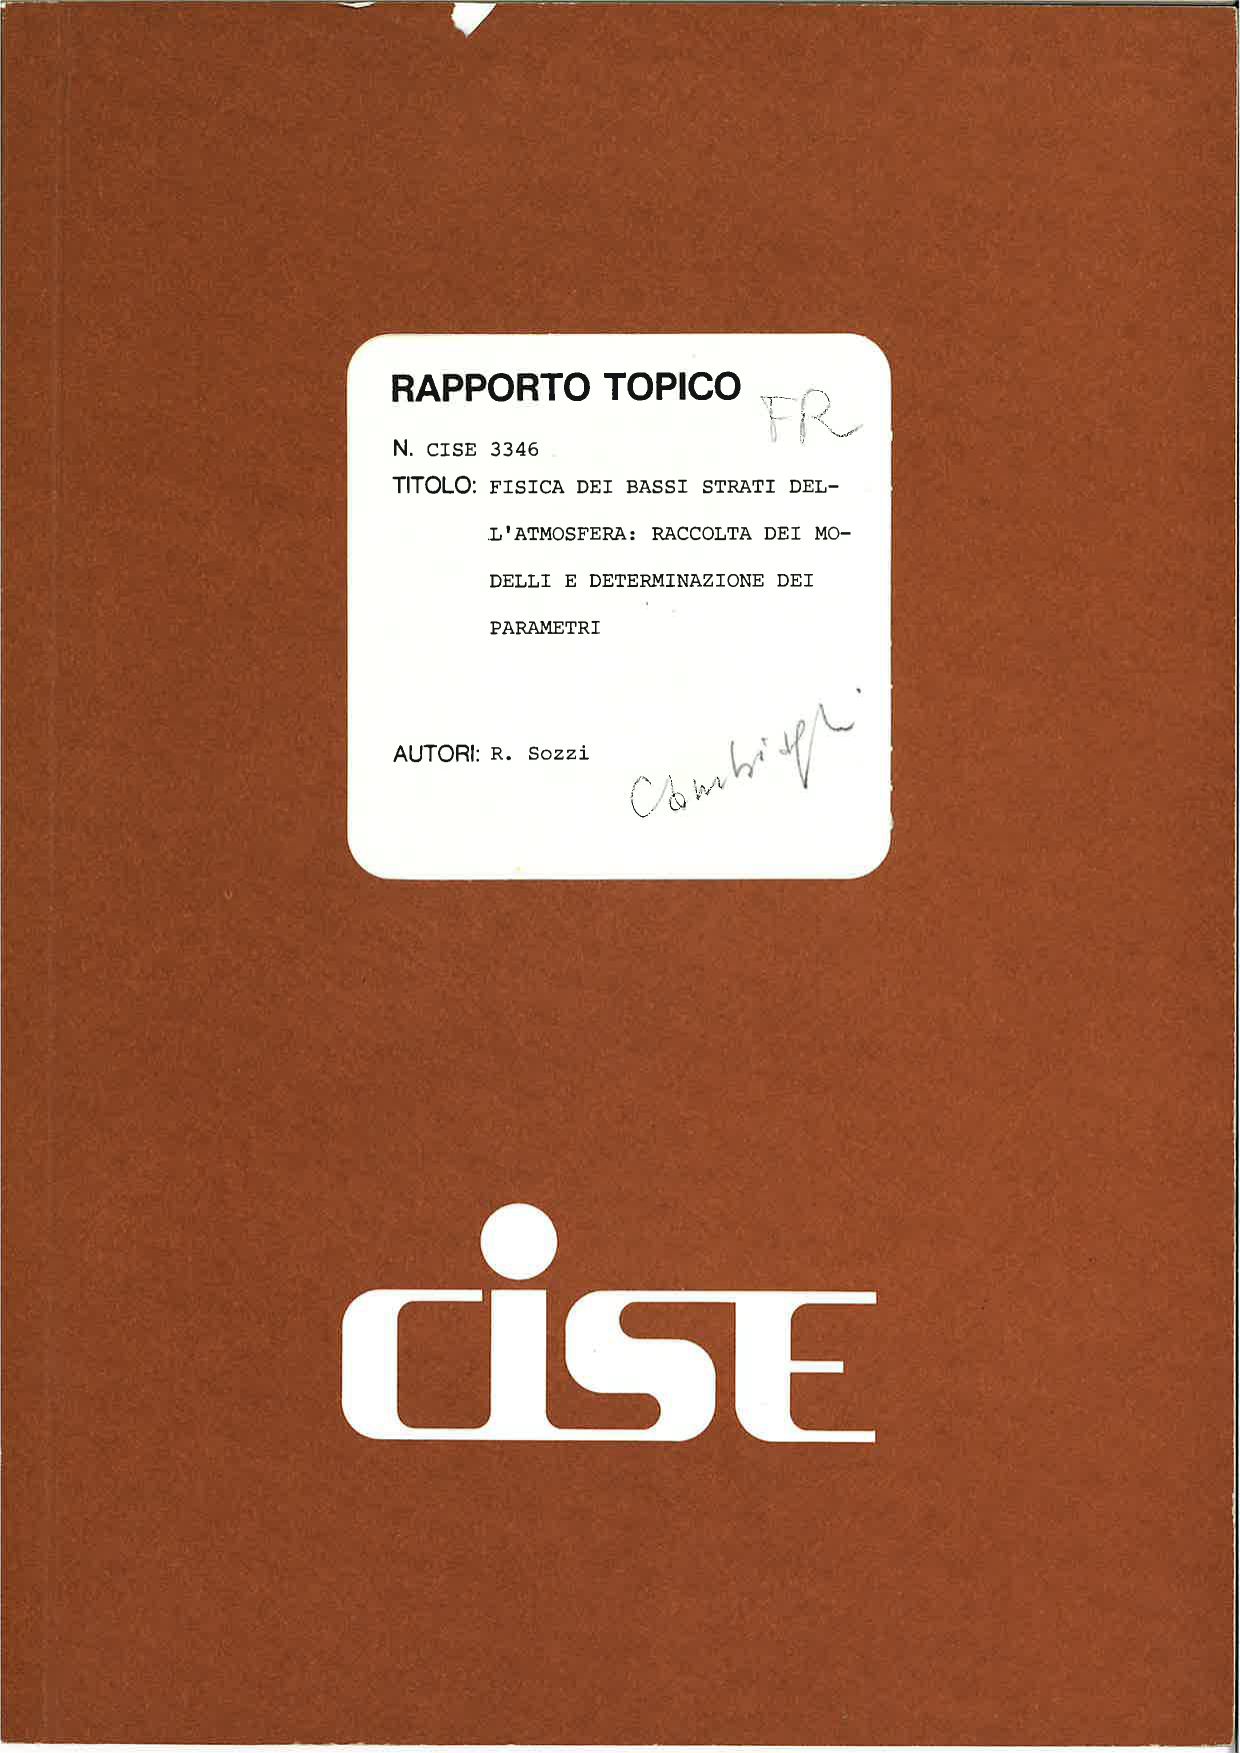 RAPPORTO TOPICO
FR
N. CISE 3346
TITOLO: FISICA DEI BASSI STRATI DEL-
L'ATMOSFERA: RACCOLTA DEI MO-
DELLI E DETERMINAZIONE DEI
PARAMETRI
AUTORI: R. Sozzi
CISE